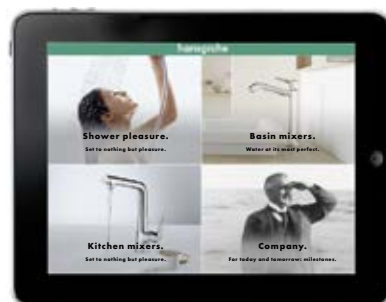 hansgrohe
Shower pleasure.
Set to nothing but pleasure.
Basin mixers.
Water at its most perfect.
Kitchen mixers.
Set to nothing but pleasure.
Company.
For today and tomorrow: milestones.